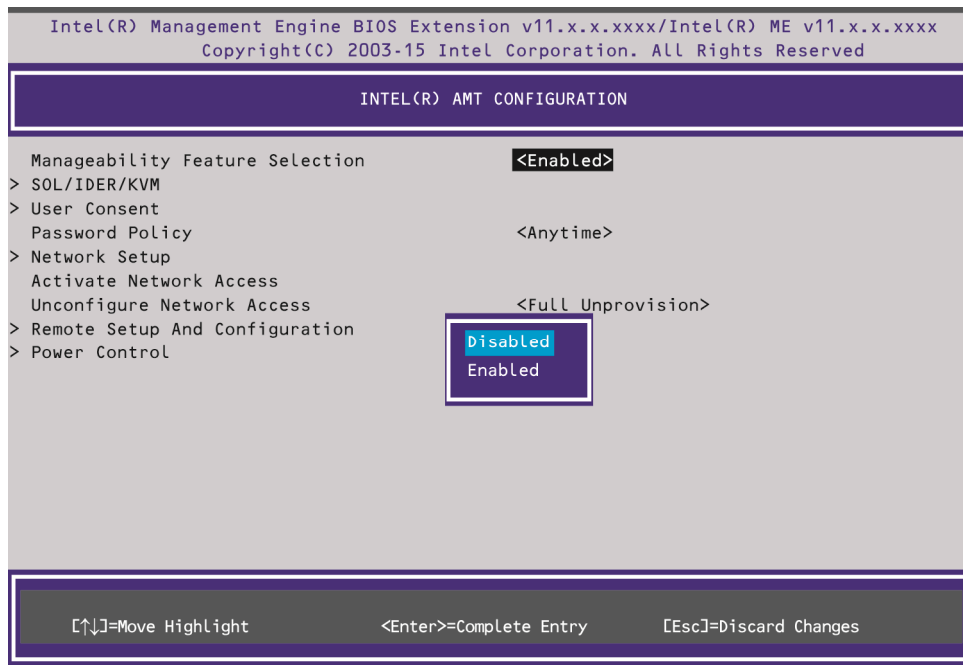 Intel(R) Management Engine BIOS Extension v11.x.x.xxxx/Intel(R) ME v11.x.x.xxxx
Copyright(C) 2003-15 Intel Corporation. All Rights Reserved
INTEL(R) AMT CONFIGURATION
Manageability Feature Selection <Enabled>
> SOL/IDER/KVM
> User Consent
Password Policy <Anytime>
> Network Setup
Activate Network Access
Unconfigure Network Access <Full Unprovision>
> Remote Setup And Configuration
> Power Control
Disabled
Enabled
[↑↓]=Move Highlight <Enter>=Complete Entry [Esc]=Discard Changes